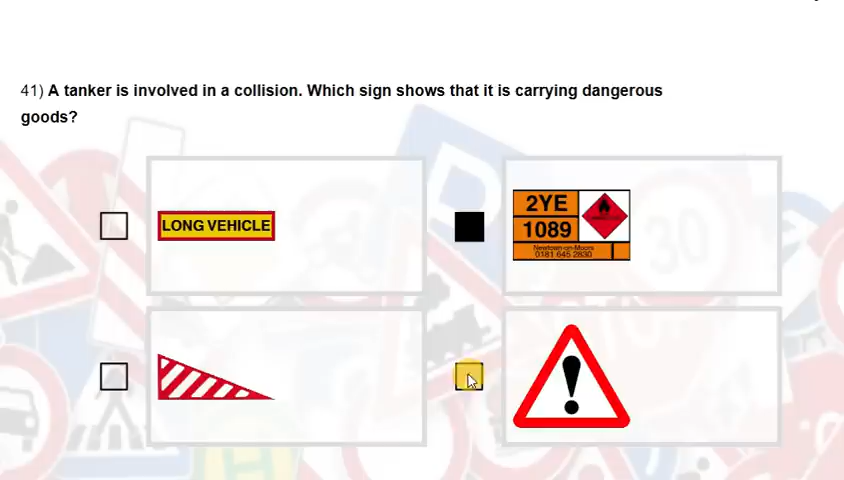 41) A tanker is involved in a collision. Which sign shows that it is carrying dangerous
goods?
LONG VEHICLE
2YE
1089
Newtown-on-Moors
0181 645 2830
!
30